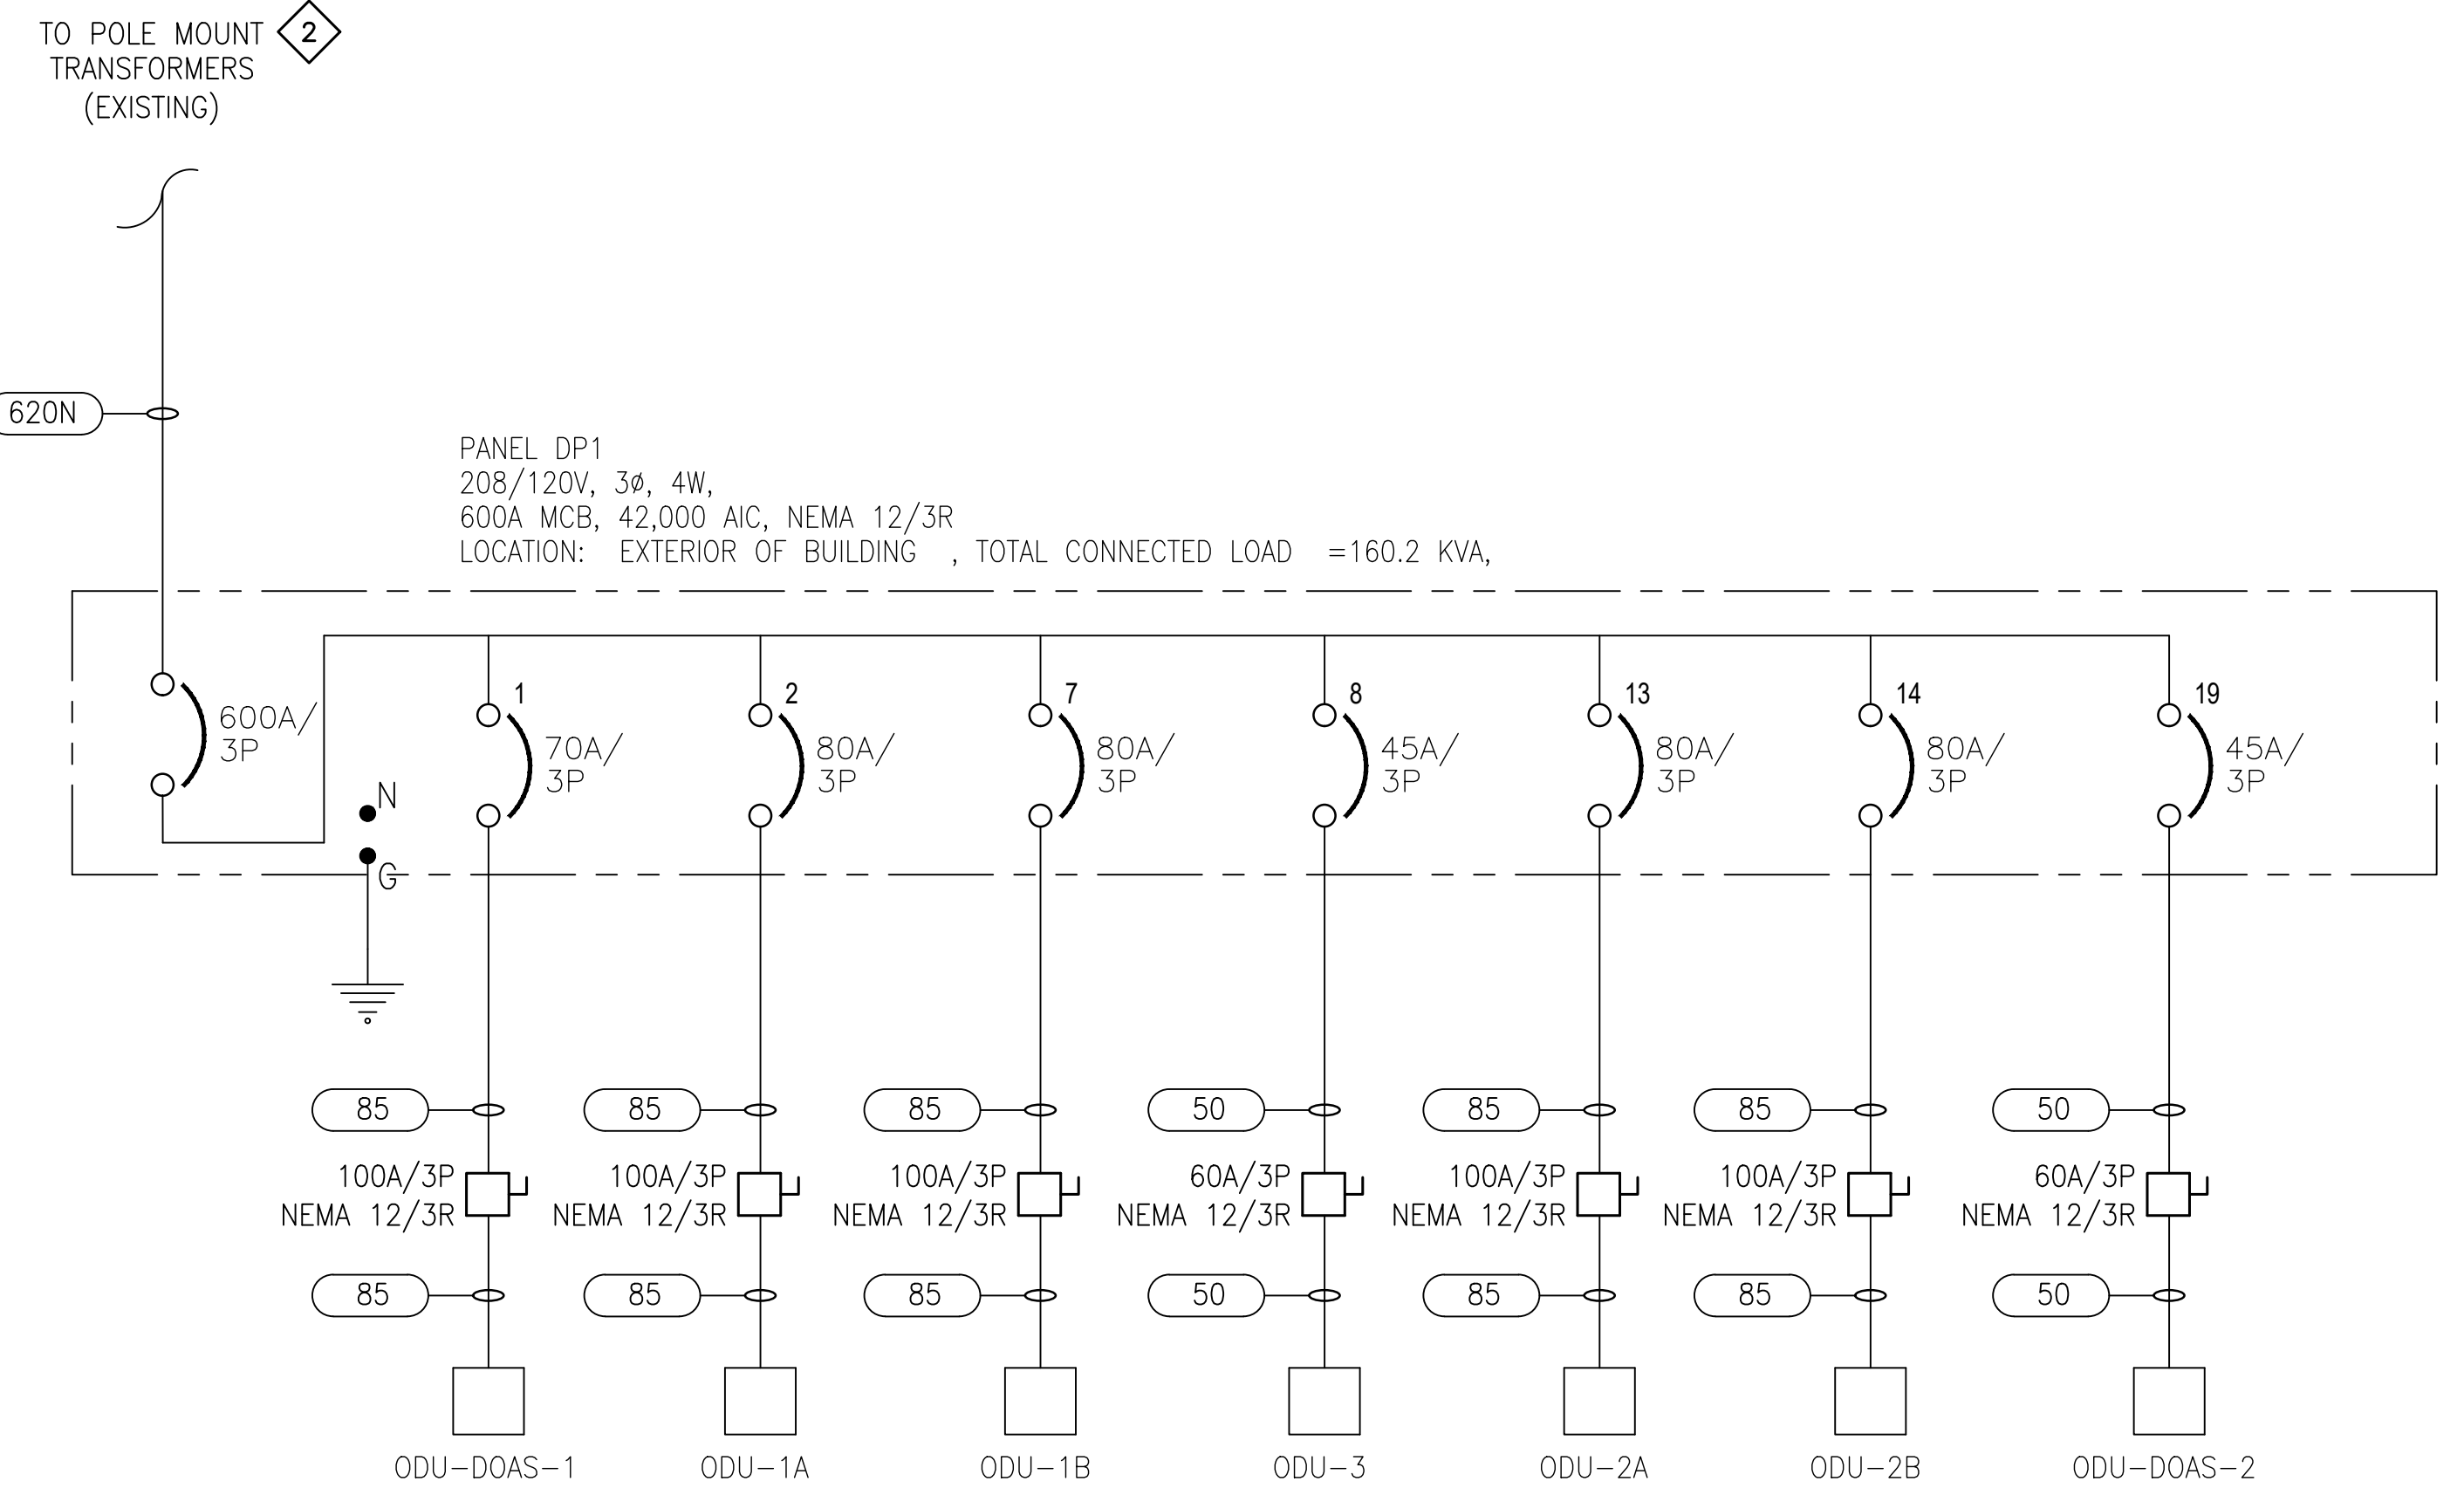 TO POLE MOUNT
TRANSFORMERS
(EXISTING)
2
620N
PANEL DP1
208/120V, 3ø, 4W,
600A MCB, 42,000 AIC, NEMA 12/3R
LOCATION: EXTERIOR OF BUILDING , TOTAL CONNECTED LOAD =160.2 KVA,
600A/
3P
N
G
1
70A/
3P
2
80A/
3P
7
80A/
3P
8
45A/
3P
13
80A/
3P
14
80A/
3P
19
45A/
3P
85
85
85
50
85
85
50
100A/3P
NEMA 12/3R
100A/3P
NEMA 12/3R
100A/3P
NEMA 12/3R
60A/3P
NEMA 12/3R
100A/3P
NEMA 12/3R
100A/3P
NEMA 12/3R
60A/3P
NEMA 12/3R
85
85
85
50
85
85
50
ODU-DOAS-1
ODU-1A
ODU-1B
ODU-3
ODU-2A
ODU-2B
ODU-DOAS-2